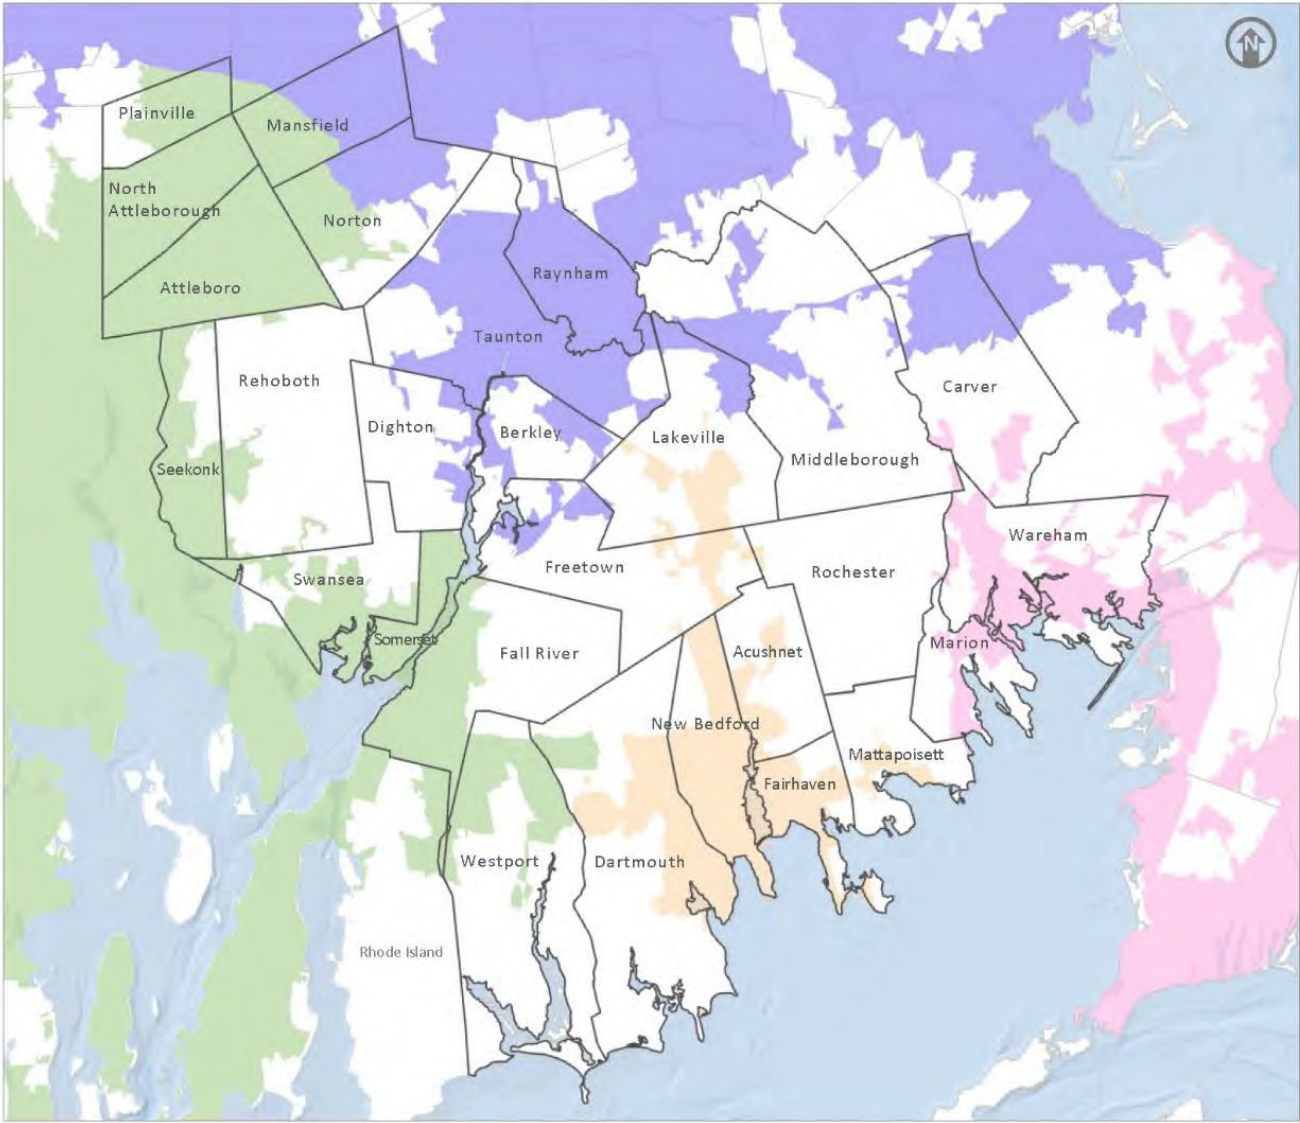 N
Plainville
Mansfield
North
Attleborough
Norton
Attleboro
Raynham
Taunton
Rehoboth
Carver
Dighton
Berkley
Lakeville
Middleborough
Seekonk
Wareham
Freetown
Rochester
Swansea
Somerset
Marion
Fall River
Acushnet
New Bedford
Mattapoisett
Fairhaven
Westport
Dartmouth
Rhode Island